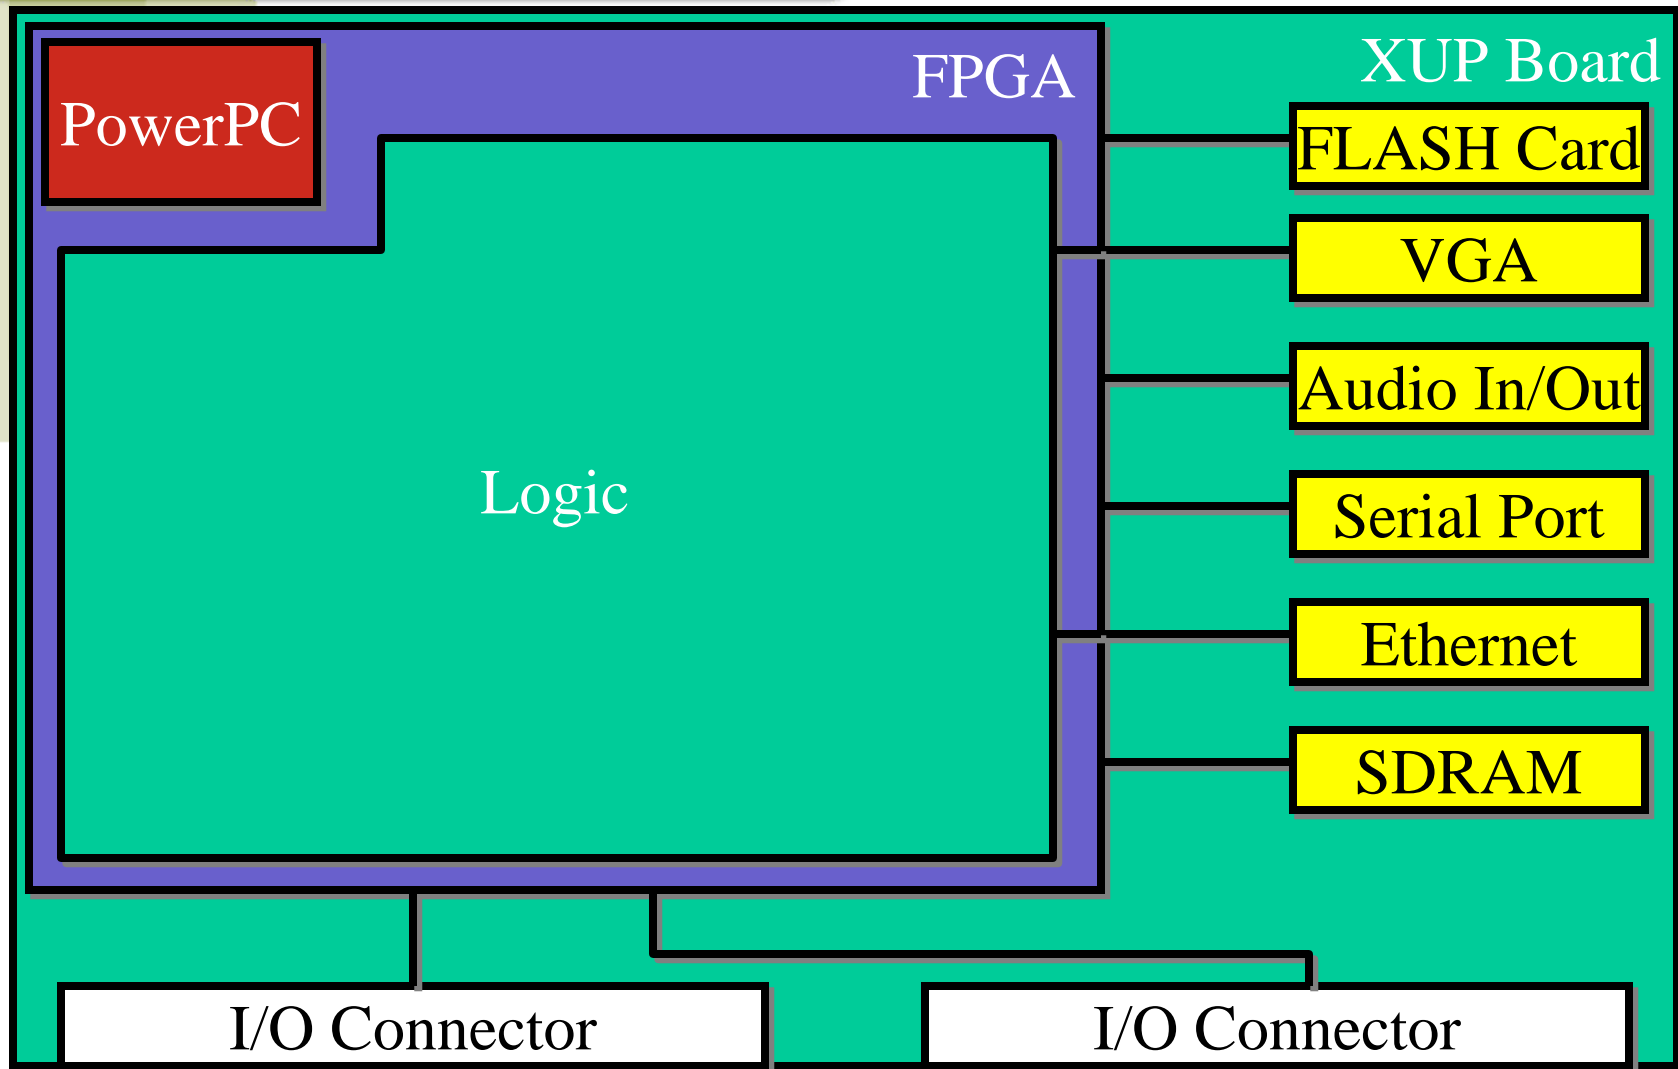 XUP Board
FPGA
PowerPC
FLASH Card
VGA
Audio In/Out
Logic
Serial Port
Ethernet
SDRAM
I/O Connector
I/O Connector